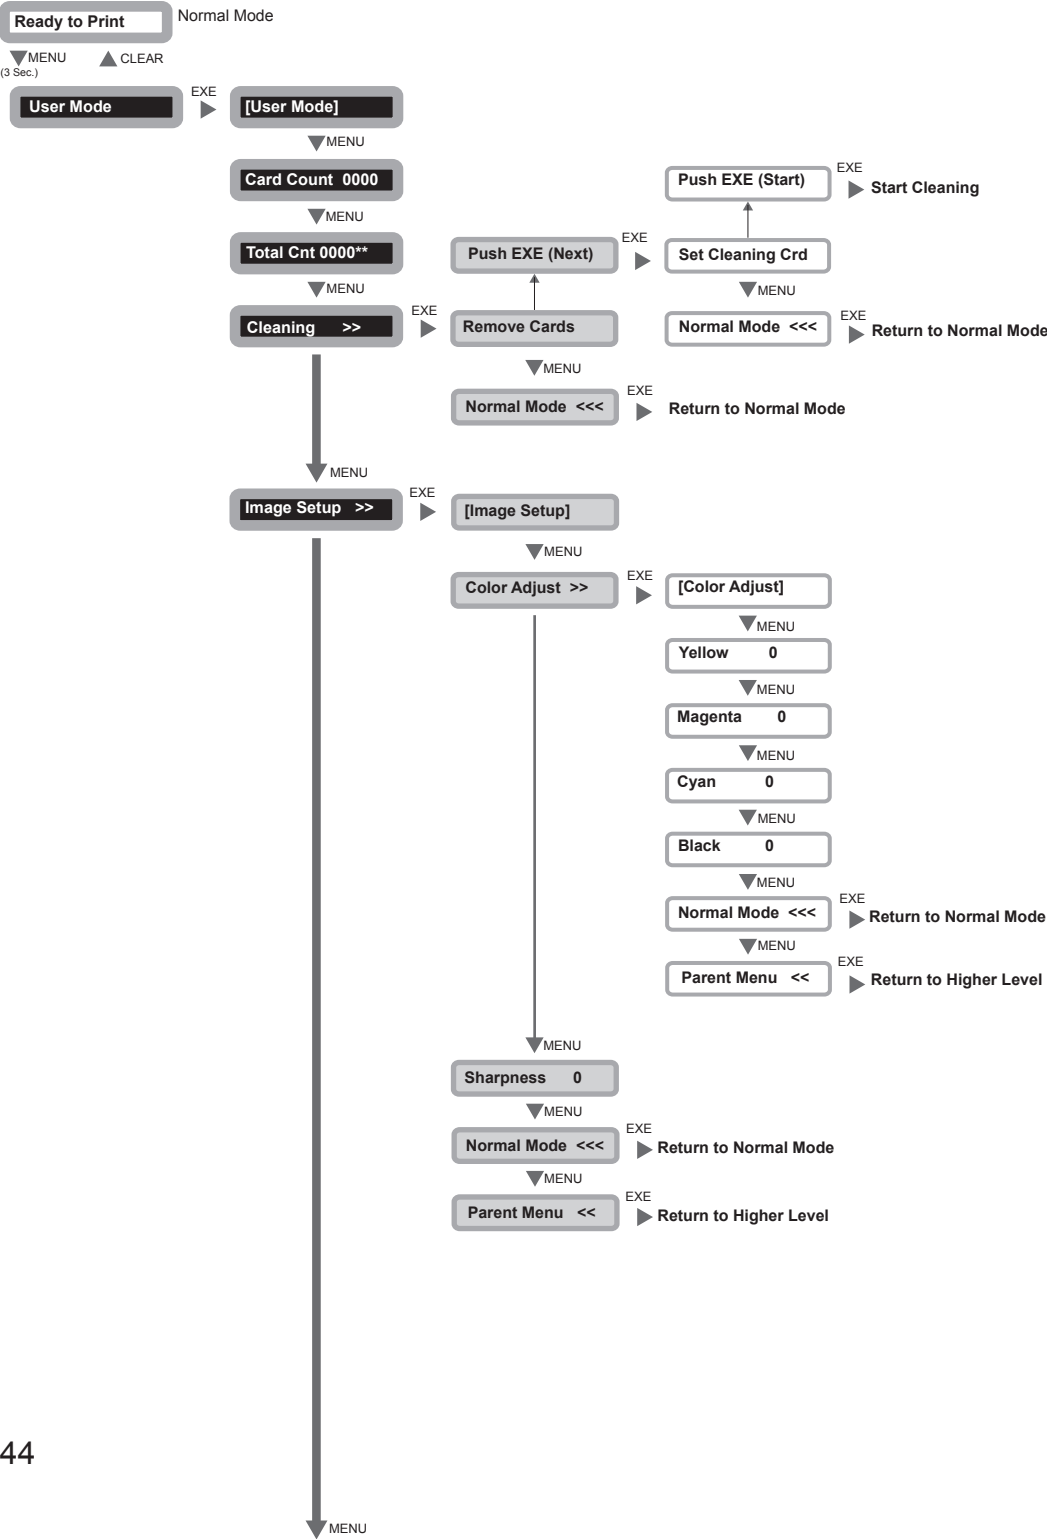 Ready to Print
Normal Mode
MENU
CLEAR
(3 Sec.)
User Mode
EXE
[User Mode]
MENU
Card Count 0000
MENU
Total Cnt 0000**
MENU
Cleaning >>
EXE
Push EXE (Next)
Remove Cards
MENU
Normal Mode <<<
EXE
Return to Normal Mode
EXE
Push EXE (Start)
EXE
Start Cleaning
Set Cleaning Crd
MENU
Normal Mode <<<
EXE
Return to Normal Mode
MENU
Image Setup >>
EXE
[Image Setup]
MENU
Color Adjust >>
EXE
[Color Adjust]
MENU
Yellow 0
MENU
Magenta 0
MENU
Cyan 0
MENU
Black 0
MENU
Normal Mode <<<
EXE
Return to Normal Mode
MENU
Parent Menu <<
EXE
Return to Higher Level
MENU
Sharpness 0
MENU
Normal Mode <<<
EXE
Return to Normal Mode
MENU
Parent Menu <<
EXE
Return to Higher Level
44
MENU